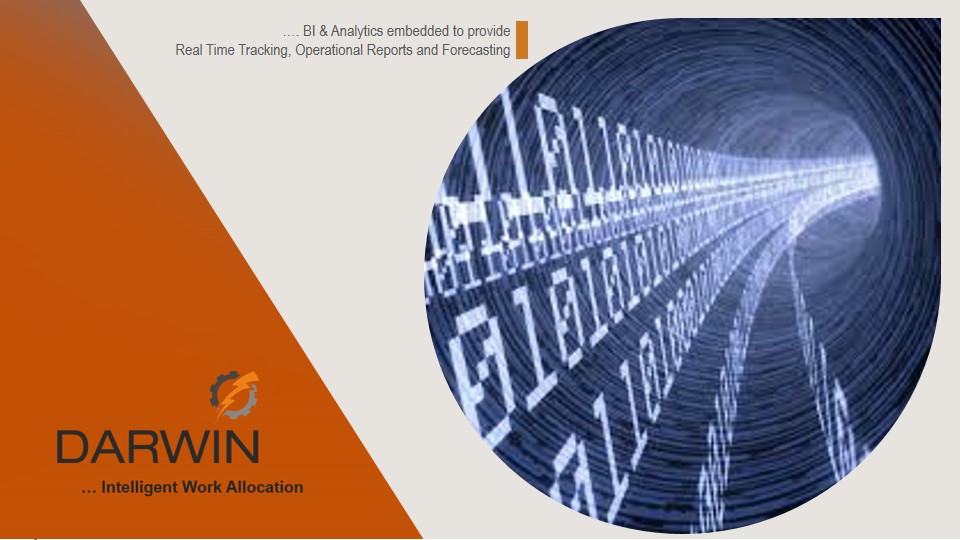 …. BI & Analytics embedded to provide
Real Time Tracking, Operational Reports and Forecasting
DARWIN
… Intelligent Work Allocation